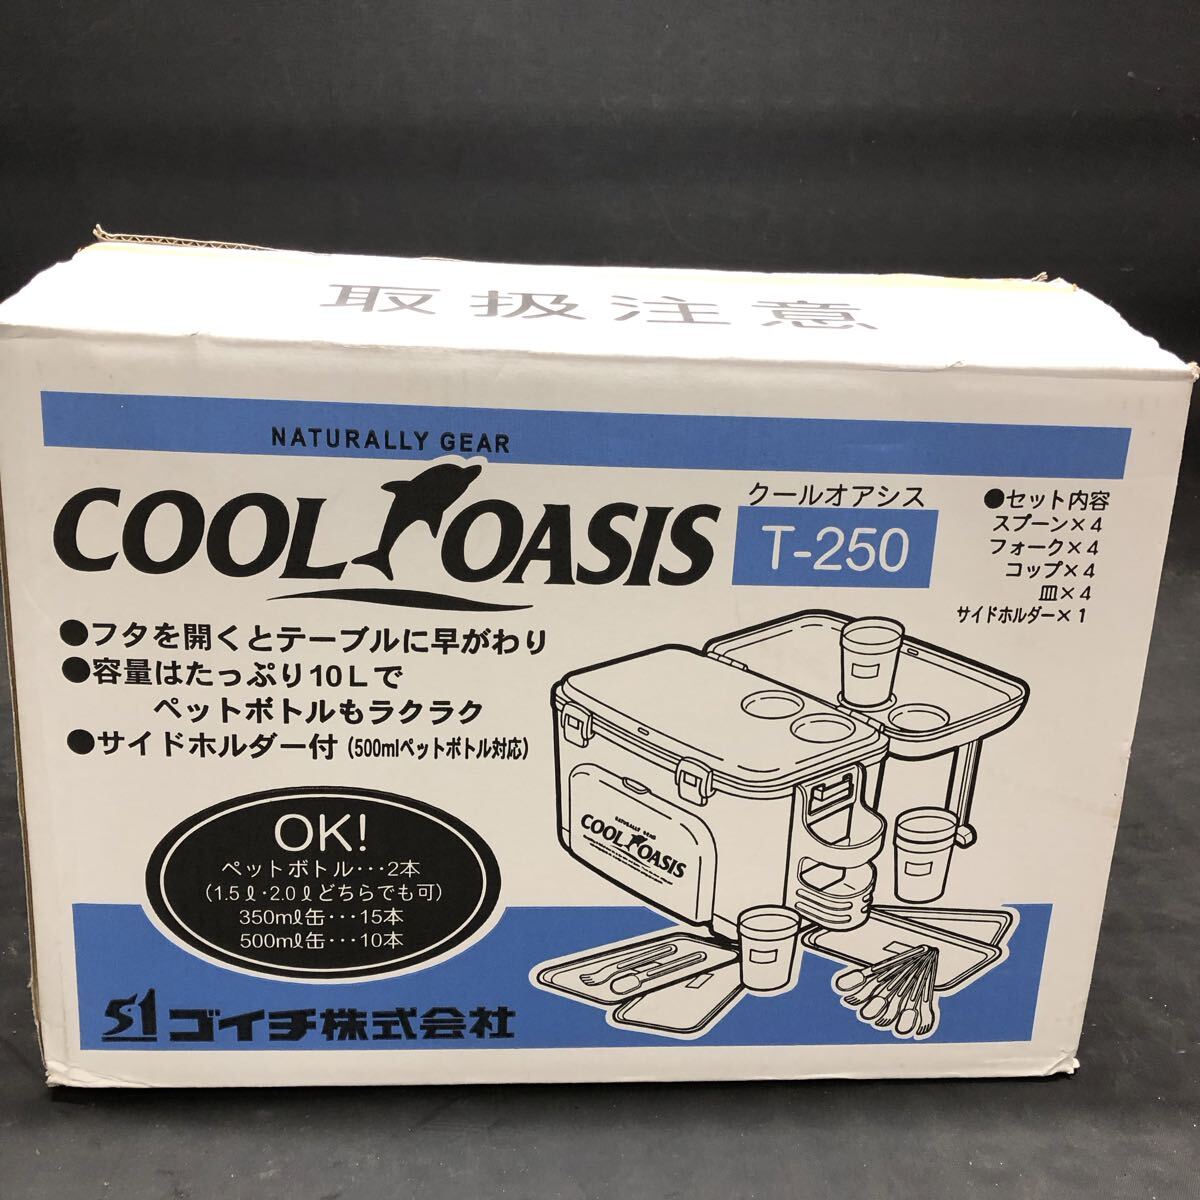 取扱注意
NATURALLY GEAR
COOL OASIS
クールオアシス
T-250
●セット内容
スプーン×4
フォーク×4
コップ×4
皿×4
サイドホルダー×1
●フタを開くとテーブルに早がわり
●容量はたっぷり10Lで
ペットボトルもラクラク
●サイドホルダー付(500mlペットボトル対応)
OK!
ペットボトル・・・2本
(1.5ℓ・2.0ℓどちらでも可)
350mℓ缶・・・15本
500mℓ缶・・・10本
NATURALLY GEAR
COOL OASIS
51 ゴイチ株式会社